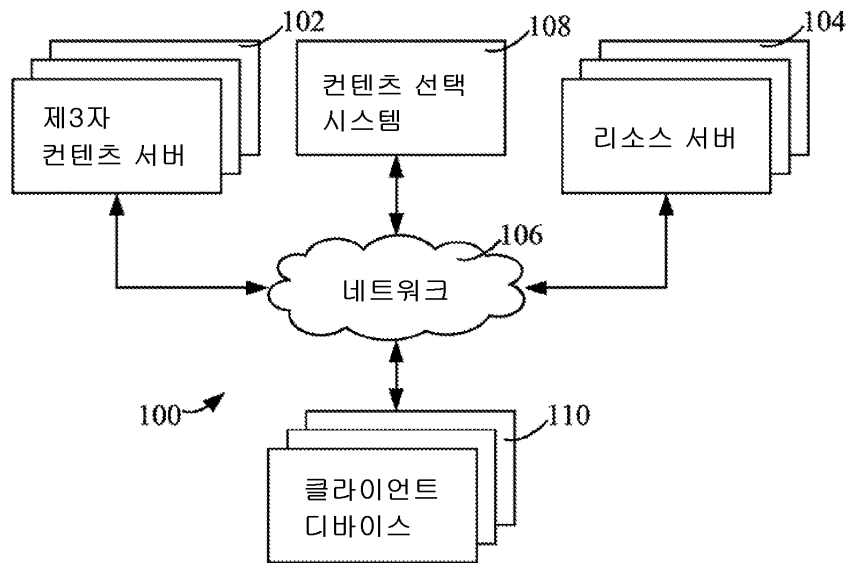 102
제3자
컨텐츠 서버
108
컨텐츠 선택
시스템
104
리소스 서버
106
네트워크
100
110
클라이언트
디바이스